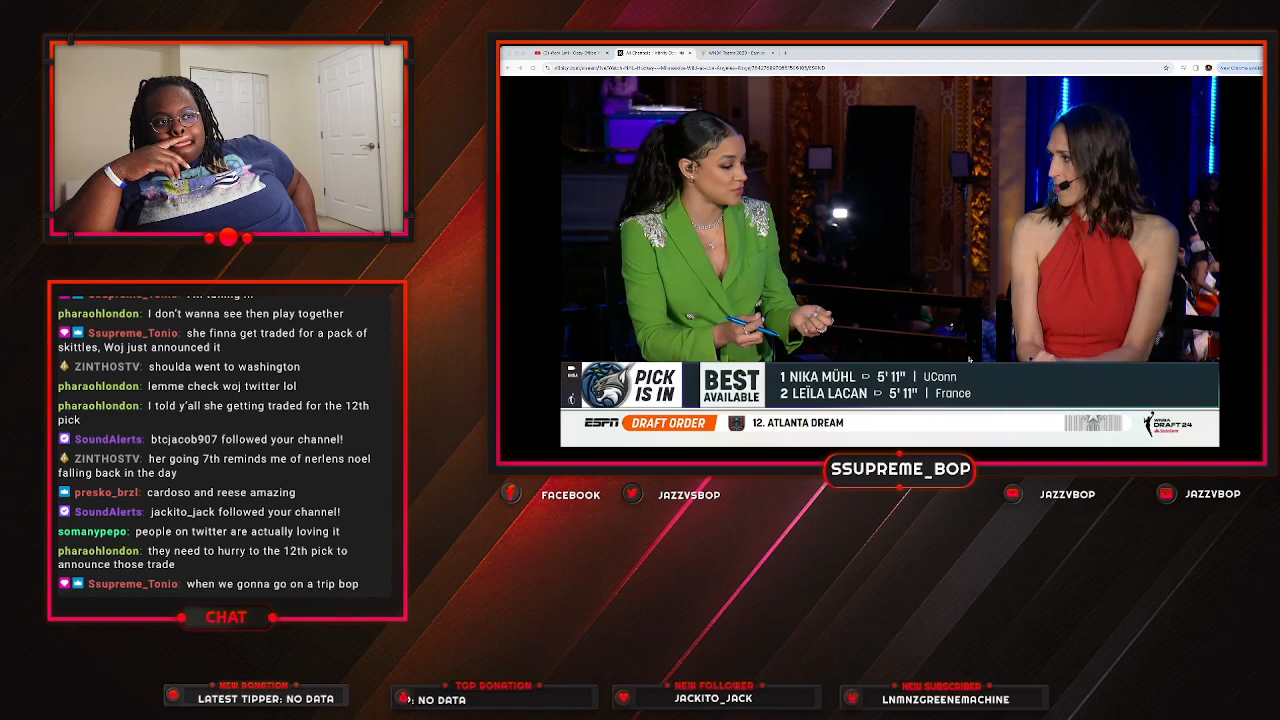 pharaohlondon: I don't wanna see then play together
Ssupreme_Tonio: she finna get traded for a pack of
skittles, Woj just announced it
ZINTHOSTV: shoulda went to washington
pharaohlondon: lemme check woj twitter lol
pharaohlondon: I told y'all she getting traded for the 12th
pick
SoundAlerts: btcjacob907 followed your channel!
ZINTHOSTV: her going 7th reminds me of nerlens noel
falling back in the day
presko_brzl: cardoso and reese amazing
SoundAlerts: jackito_jack followed your channel!
somanypepo: people on twitter are actually loving it
pharaohlondon: they need to hurry to the 12th pick to
announce those trade
Ssupreme_Tonio: when we gonna go on a trip bop
CHAT
PICK
IS IN
BEST
AVAILABLE
1 NIKA MÜHL 5' 11" | UConn
2 LEÏLA LACAN 5' 11" | France
ESPN DRAFT ORDER 12. ATLANTA DREAM
WNBA
DRAFT 24
SSUPREME_BOP
FACEBOOK
JAZZVSBOP
JAZZVBOP
JAZZVBOP
NEW DONATION
LATEST TIPPER: NO DATA
TOP DONATION
: NO DATA
NEW FOLLOWER
JACKITO_JACK
NEW SUBSCRIBER
LNMNZGREENEMACHINE